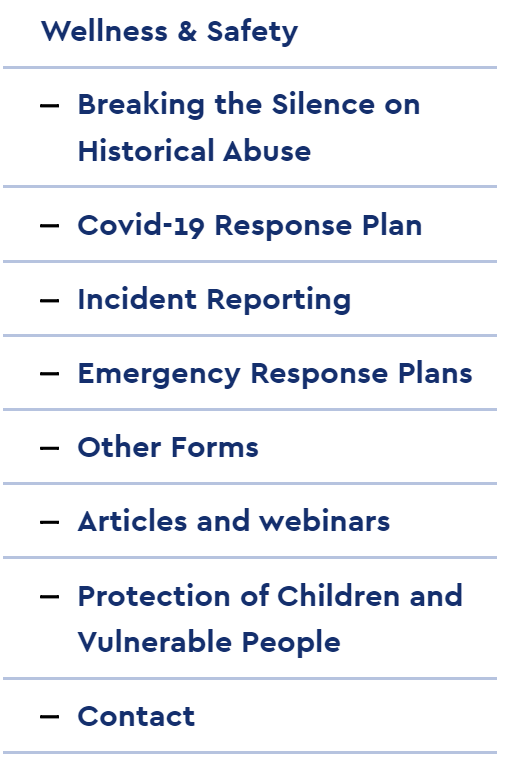 Wellness & Safety
– Breaking the Silence on
Historical Abuse
– Covid-19 Response Plan
– Incident Reporting
– Emergency Response Plans
– Other Forms
– Articles and webinars
– Protection of Children and
Vulnerable People
– Contact